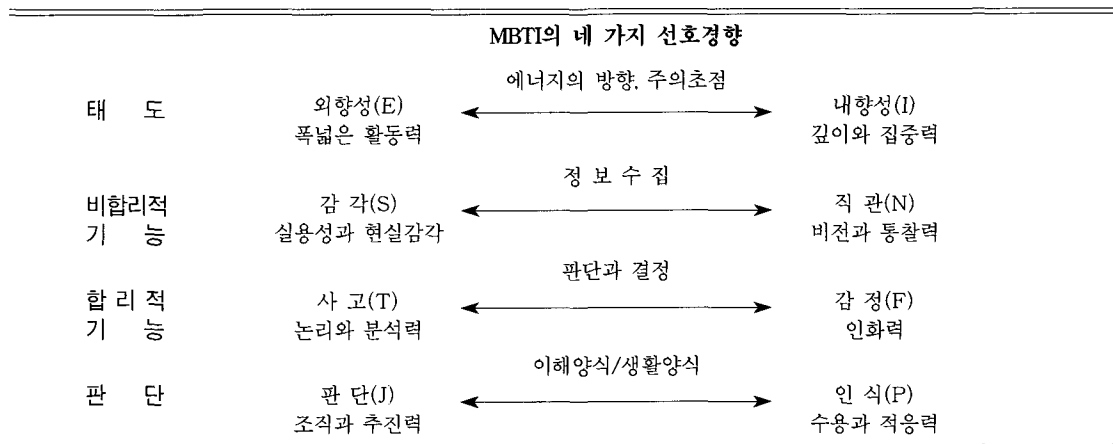 MBTI의 네 가지 선호경향
에너지의 방향, 주의초점
태 도 외향성(E) 내향성(I)
폭넓은 활동력 깊이와 집중력
정 보 수 집
비합리적 감 각(S) 직 관(N)
기 능 실용성과 현실감각 비전과 통찰력
판단과 결정
합 리 적 사 고(T) 감 정(F)
기 능 논리와 분석력 인화력
이해양식/생활양식
판 단 판 단(J) 인 식(P)
조직과 추진력 수용과 적응력